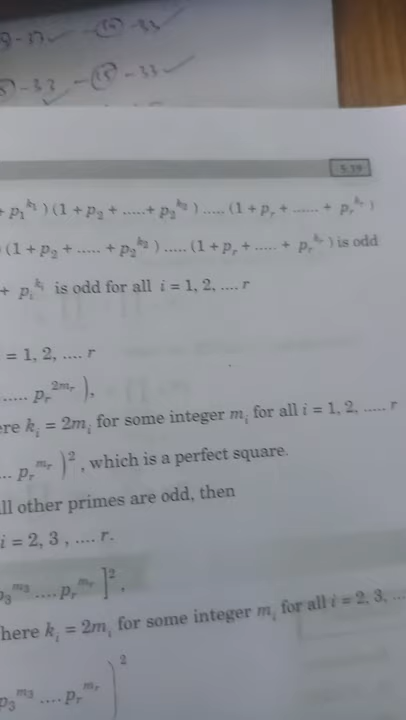 5.39
+ p₁^{k₁} ) (1 + p₂ + ..... + p₂^{k₂} ) ..... (1 + p_r + ...... + p_r^{k_r} )
(1 + p₂ + ..... + p₂^{k₂} ) ..... (1 + p_r + ..... + p_r^{k_r} ) is odd
+ p_i^{k_i} is odd for all i = 1, 2, .... r
= 1, 2, .... r
..... p_r^{2m_r} ),
ere k_i = 2m_i for some integer m_i for all i = 1, 2, ..... r
... p_r^{m_r} )², which is a perfect square.
ll other primes are odd, then
i = 2, 3 , .... r.
p₃^{m₃} .... p_r^{m_r} ]²,
here k_i = 2m_i for some integer m_i for all i = 2, 3, ...
p₃^{m₃} .... p_r^{m_r} )²